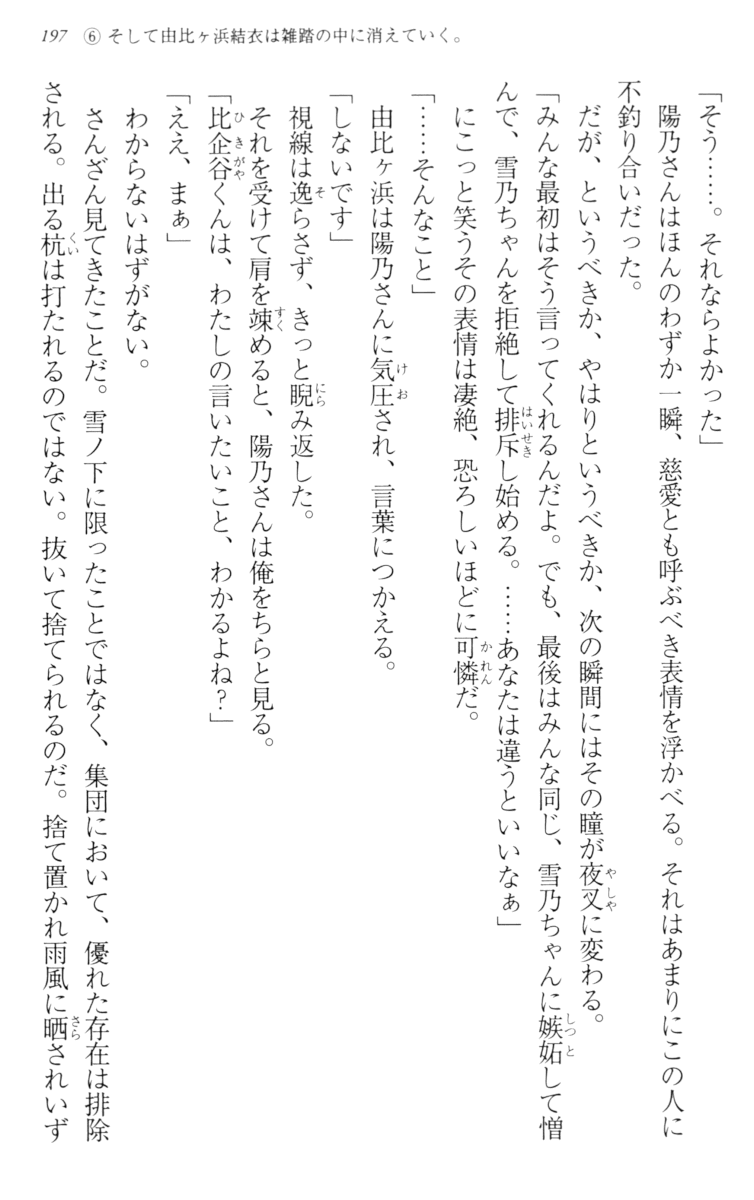 197 ⑥ そして由比ヶ浜結衣は雑踏の中に消えていく。
「そう……。それならよかった」
　陽乃さんはほんのわずか一瞬、慈愛とも呼ぶべき表情を浮かべる。それはあまりにこの人に
不釣り合いだった。
　だが、というべきか、やはりというべきか、次の瞬間にはその瞳が夜叉に変わる。
「みんな最初はそう言ってくれるんだよ。でも、最後はみんな同じ、雪乃ちゃんに嫉妬して憎
んで、雪乃ちゃんを拒絶して排斥し始める。……あなたは違うといいなぁ」
　にこっと笑うその表情は凄絶、恐ろしいほどに可憐だ。
「……そんなこと」
　由比ヶ浜は陽乃さんに気圧され、言葉につかえる。
「しないです」
　視線は逸らさず、きっと睨み返した。
　それを受けて肩を竦めると、陽乃さんは俺をちらと見る。
「比企谷くんは、わたしの言いたいこと、わかるよね？」
「ええ、まぁ」
　わからないはずがない。
　さんざん見てきたことだ。雪ノ下に限ったことではなく、集団において、優れた存在は排除
される。出る杭は打たれるのではない。抜いて捨てられるのだ。捨て置かれ雨風に晒されいず